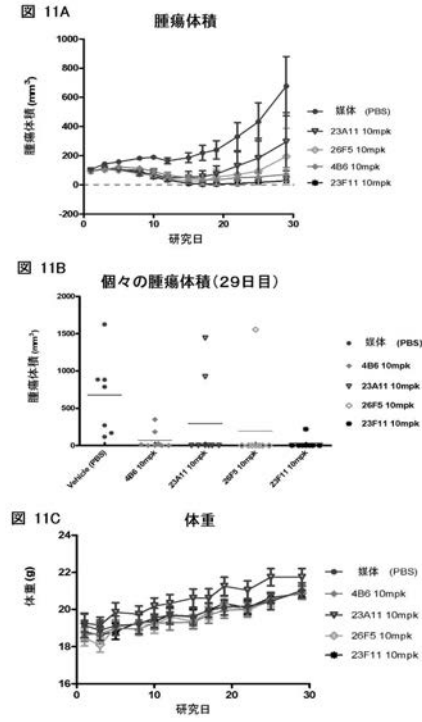 図 11A
腫瘍体積
1000
800
600
400
200
0
-200
腫瘍体積(mm³)
0 10 20 30
研究日
媒体 (PBS)
23A11 10mpk
26F5 10mpk
4B6 10mpk
23F11 10mpk
図 11B
個々の腫瘍体積(29日目)
2000
1500
1000
500
0
腫瘍体積(mm³)
Vehicle (PBS)
4B6 10mpk
23A11 10mpk
26F5 10mpk
23F11 10mpk
媒体 (PBS)
4B6 10mpk
23A11 10mpk
26F5 10mpk
23F11 10mpk
図 11C
体重
22
20
18
16
体重(g)
0 10 20 30
研究日
媒体 (PBS)
4B6 10mpk
23A11 10mpk
26F5 10mpk
23F11 10mpk